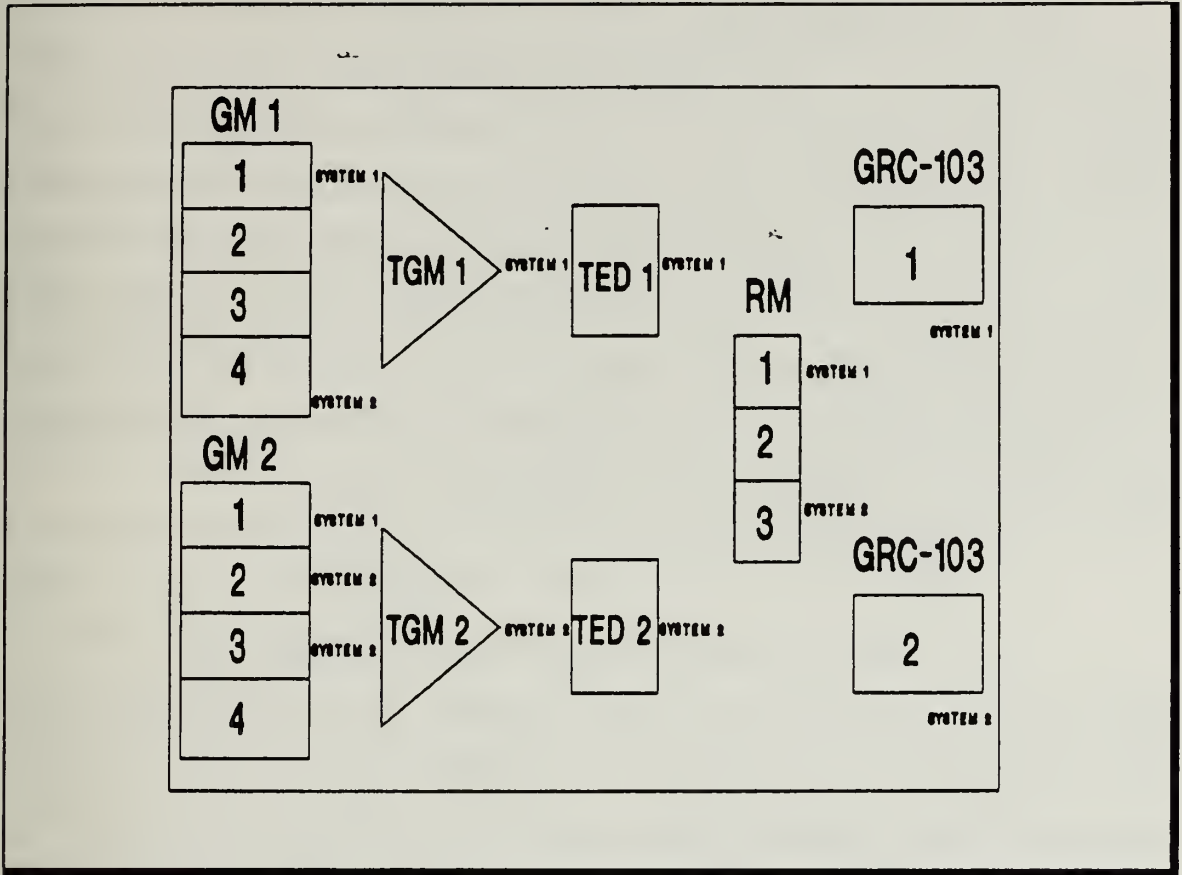 GM 1
1 SYSTEM 1
2
3
4
SYSTEM 2
TGM 1 SYSTEM 1
TED 1 SYSTEM 1
GRC-103
1
SYSTEM 1
RM
1 SYSTEM 1
2
3 SYSTEM 2
GM 2
1 SYSTEM 1
2 SYSTEM 2
3 SYSTEM 2
4
TGM 2 SYSTEM 2
TED 2 SYSTEM 2
GRC-103
2
SYSTEM 2